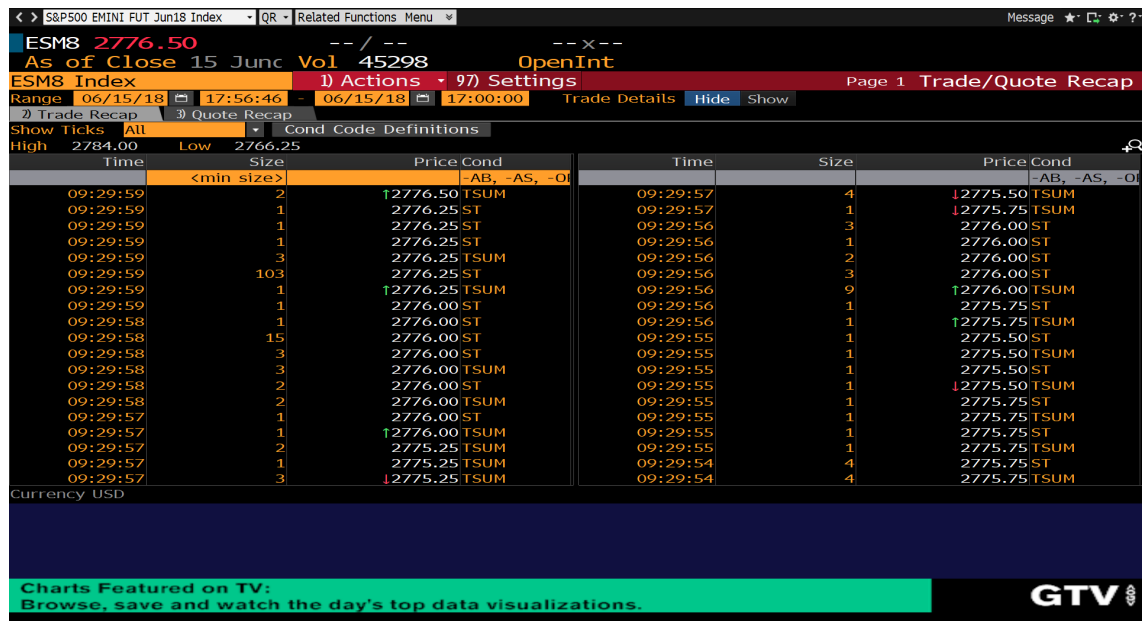 < > S&P500 EMINI FUT Jun18 Index QR Related Functions Menu Message
ESM8 2776.50 -- / -- --x--
As of Close 15 Junc Vol 45298 OpenInt
ESM8 Index 1) Actions 97) Settings Page 1 Trade/Quote Recap
Range 06/15/18 17:56:46 - 06/15/18 17:00:00 Trade Details Hide Show
2) Trade Recap 3) Quote Recap
Show Ticks All Cond Code Definitions
High 2784.00 Low 2766.25
Time Size Price Cond Time Size Price Cond
<min size> -AB, -AS, -OI -AB, -AS, -OI
09:29:59 2 ↑2776.50 TSUM 09:29:57 4 ↓2775.50 TSUM
09:29:59 1 2776.25 ST 09:29:57 1 ↓2775.75 TSUM
09:29:59 1 2776.25 ST 09:29:56 3 2776.00 ST
09:29:59 1 2776.25 ST 09:29:56 1 2776.00 ST
09:29:59 3 2776.25 TSUM 09:29:56 2 2776.00 ST
09:29:59 103 2776.25 ST 09:29:56 3 2776.00 ST
09:29:59 1 ↑2776.25 TSUM 09:29:56 9 ↑2776.00 TSUM
09:29:59 1 2776.00 ST 09:29:56 1 2775.75 ST
09:29:58 1 2776.00 ST 09:29:56 1 ↑2775.75 TSUM
09:29:58 15 2776.00 ST 09:29:55 1 2775.50 ST
09:29:58 3 2776.00 ST 09:29:55 1 2775.50 TSUM
09:29:58 3 2776.00 TSUM 09:29:55 1 2775.50 ST
09:29:58 2 2776.00 ST 09:29:55 1 ↓2775.50 TSUM
09:29:58 2 2776.00 TSUM 09:29:55 1 2775.75 ST
09:29:57 1 2776.00 ST 09:29:55 1 2775.75 TSUM
09:29:57 1 ↑2776.00 TSUM 09:29:55 1 2775.75 ST
09:29:57 2 2775.25 TSUM 09:29:55 1 2775.75 TSUM
09:29:57 1 2775.25 TSUM 09:29:54 4 2775.75 ST
09:29:57 3 ↓2775.25 TSUM 09:29:54 4 2775.75 TSUM
Currency USD
Charts Featured on TV:
Browse, save and watch the day's top data visualizations.
GTV